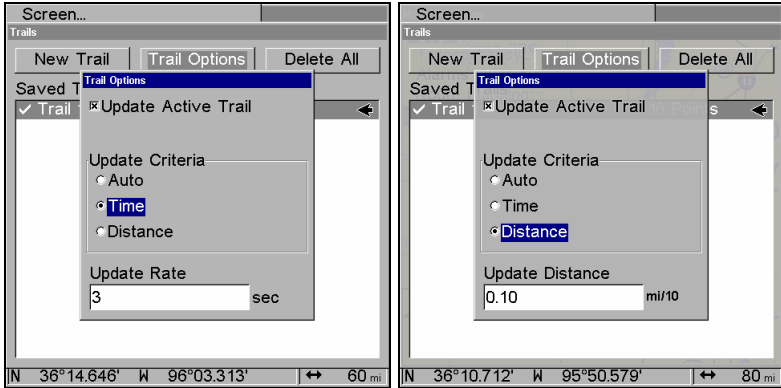 Screen...
Trails
New Trail Trail Options Delete All
Trail Options
Saved T
Update Active Trail
Trail
Update Criteria
Auto
Time
Distance
Update Rate
3 sec
N 36°14.646' W 96°03.313' ↔ 60 mi
Screen...
Trails
New Trail Trail Options Delete All
Alarms
Trail Options
Saved T
Update Active Trail
Trail s
Update Criteria
Auto
Time
Distance
Update Distance
0.10 mi/10
N 36°10.712' W 95°50.579' ↔ 80 mi